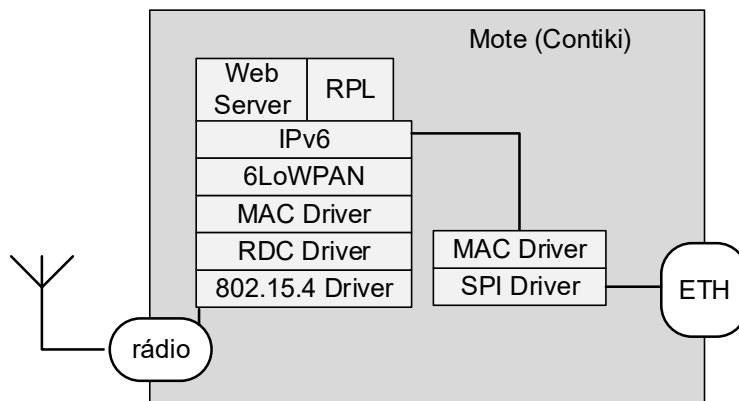 Mote (Contiki)
Web
Server
RPL
IPv6
6LoWPAN
MAC Driver
RDC Driver
802.15.4 Driver
MAC Driver
SPI Driver
ETH
rádio